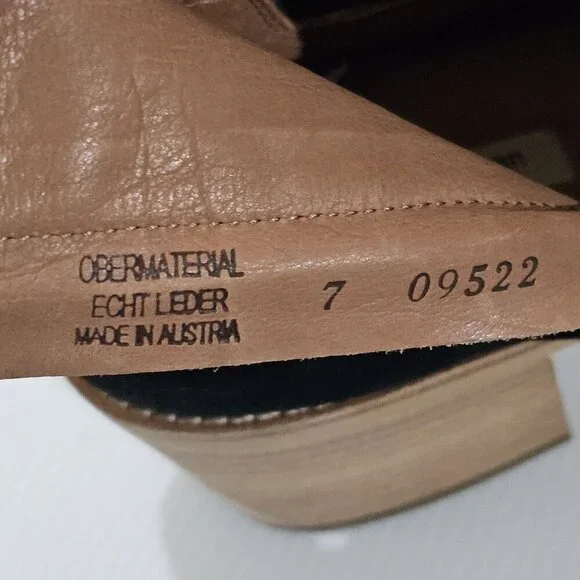 OBERMATERIAL
ECHT LEDER
MADE IN AUSTRIA
7 09522